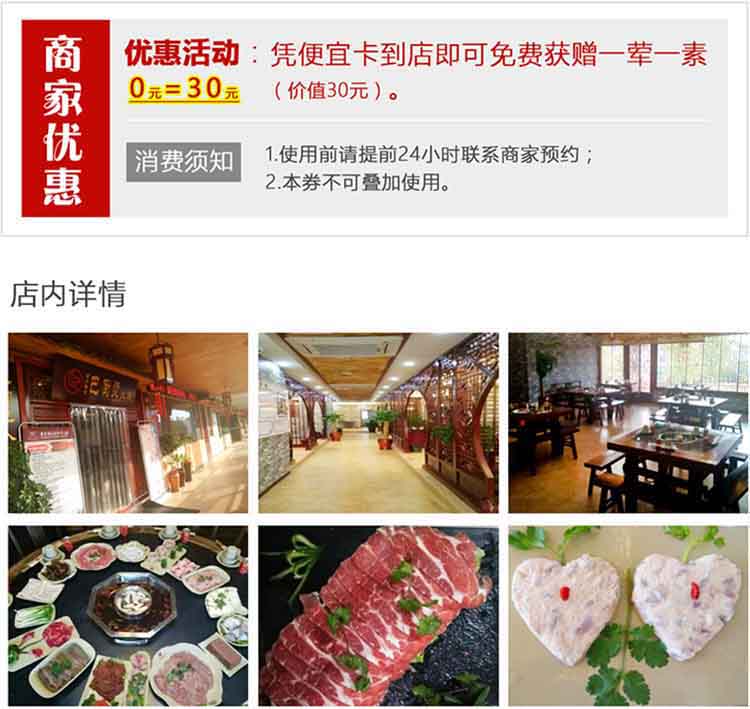 商家优惠
优惠活动：凭便宜卡到店即可免费获赠一荤一素
0元=30元 （价值30元）。
消费须知
1.使用前请提前24小时联系商家预约；
2.本券不可叠加使用。
店内详情